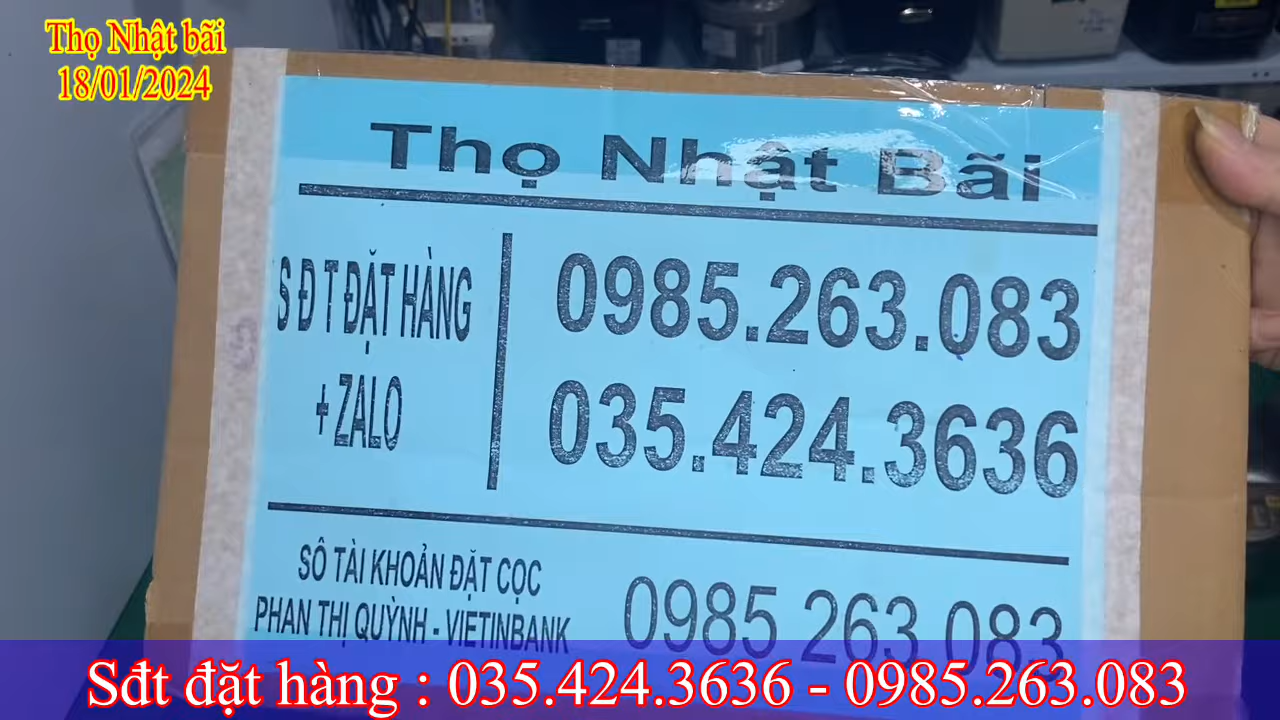 Thọ Nhật bãi
18/01/2024
Thọ Nhật Bãi
S Đ T ĐẶT HÀNG
+ ZALO
0985.263.083
035.424.3636
SÔ TÀI KHOẢN ĐẶT CỌC
PHAN THỊ QUỲNH - VIETINBANK
0985 263 083
Sđt đặt hàng : 035.424.3636 - 0985.263.083